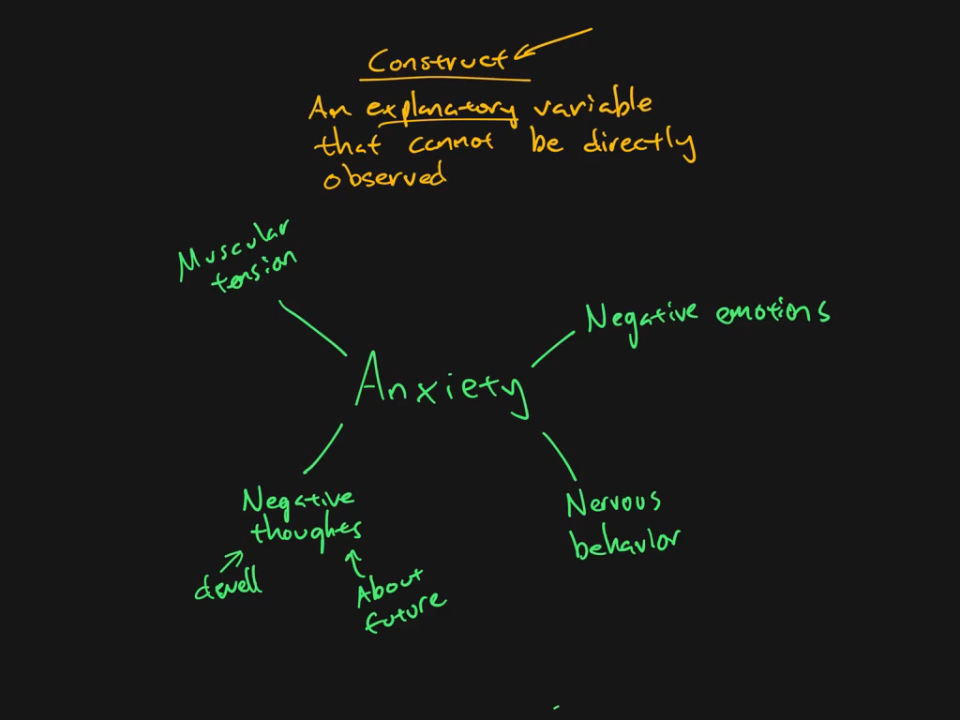 Construct
An explanatory variable
that cannot be directly
observed
Muscular
tension
Negative emotions
Anxiety
Negative
thoughts
Nervous
behavior
dwell
About
future